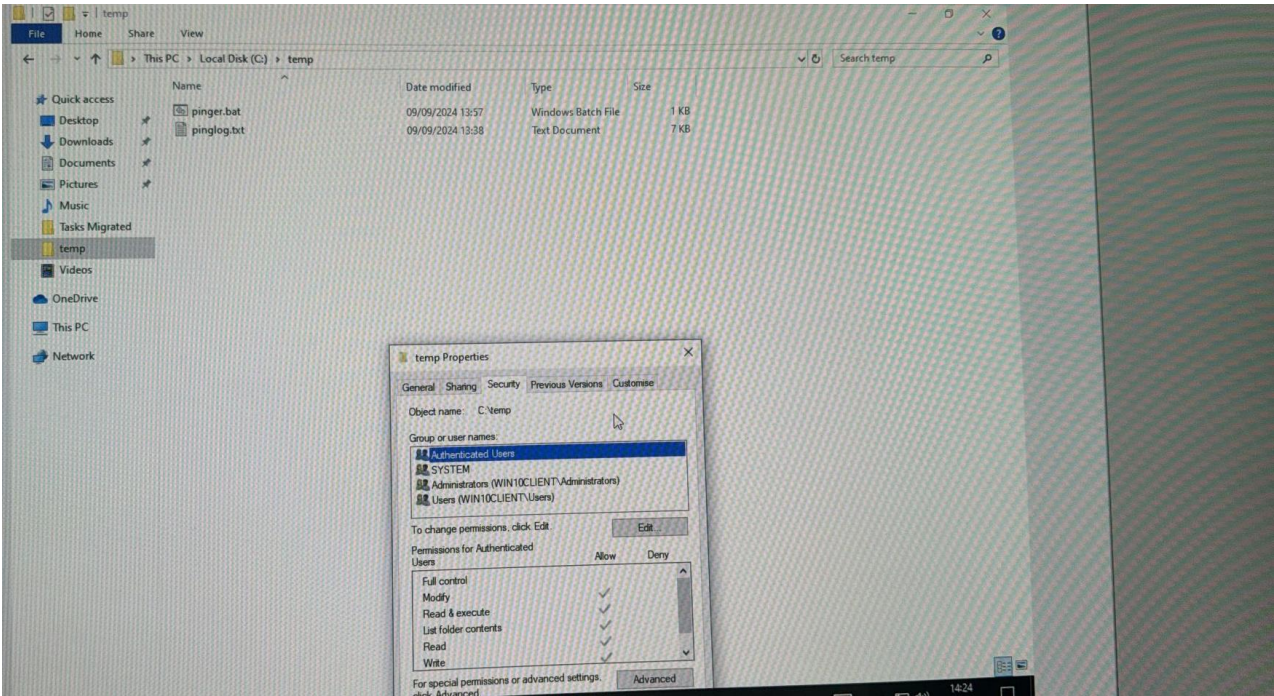 temp
File Home Share View
This PC > Local Disk (C:) > temp
Search temp
Name Date modified Type Size
Quick access
Desktop
Downloads
Documents
Pictures
Music
Tasks Migrated
temp
Videos
OneDrive
This PC
Network
pinger.bat 09/09/2024 13:57 Windows Batch File 1 KB
pinglog.txt 09/09/2024 13:38 Text Document 7 KB
temp Properties
General Sharing Security Previous Versions Customise
Object name: C:\temp
Group or user names:
Authenticated Users
SYSTEM
Administrators (WIN10CLIENT\Administrators)
Users (WIN10CLIENT\Users)
To change permissions, click Edit.
Edit...
Permissions for Authenticated
Users
Allow Deny
Full control
Modify
Read & execute
List folder contents
Read
Write
For special permissions or advanced settings,
click Advanced
Advanced
14:24